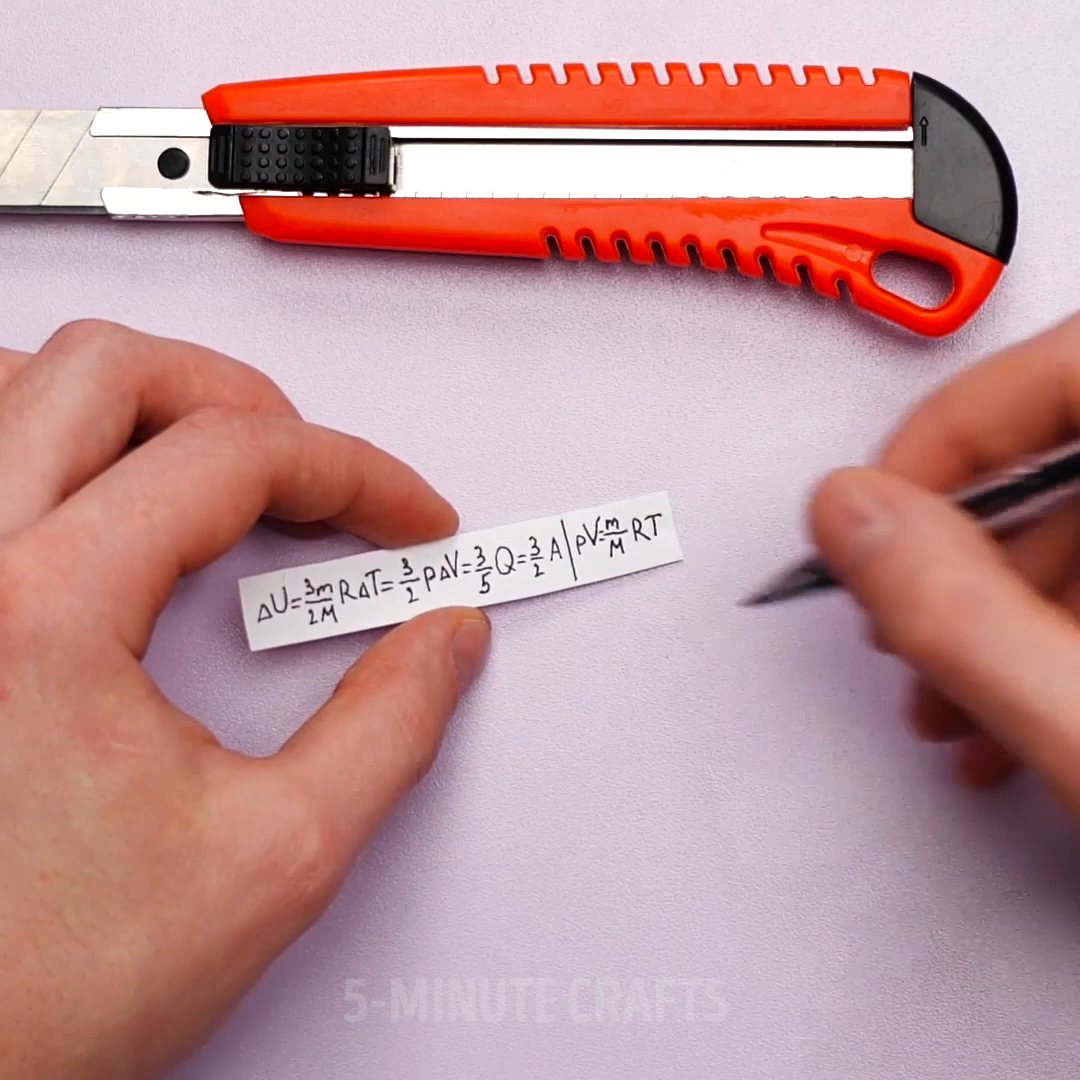 ΔU=3m/2M RΔT=3/2 pΔV=3/5 Q=3/2 A|pV=m/M RT
5-MINUTE CRAFTS